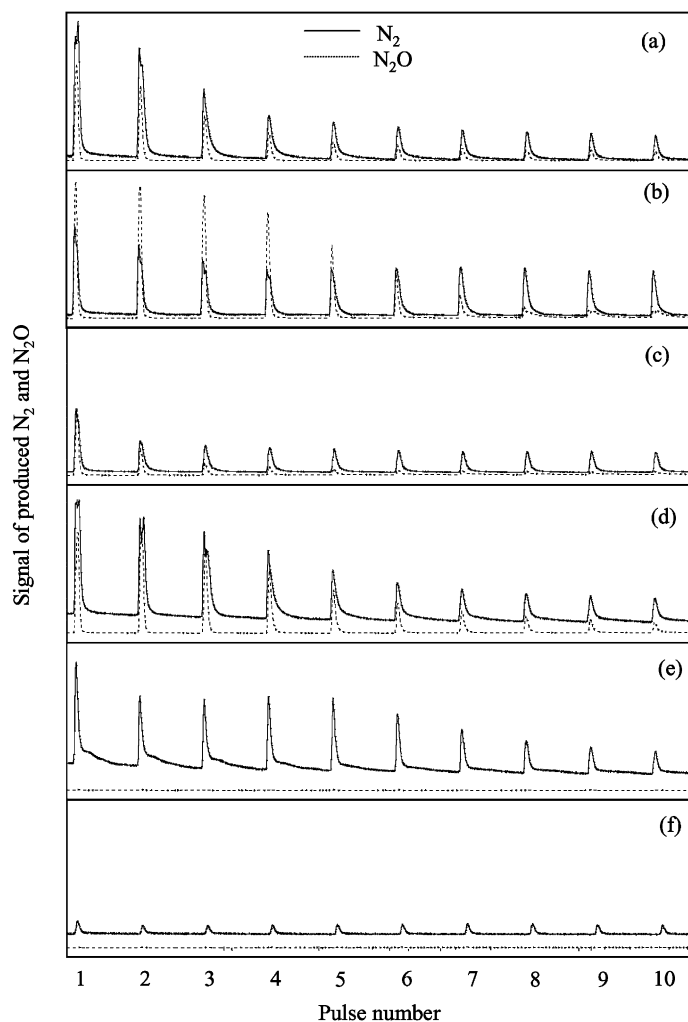 N₂
N₂O
(a)
(b)
(c)
(d)
(e)
(f)
Signal of produced N₂ and N₂O
1 2 3 4 5 6 7 8 9 10
Pulse number